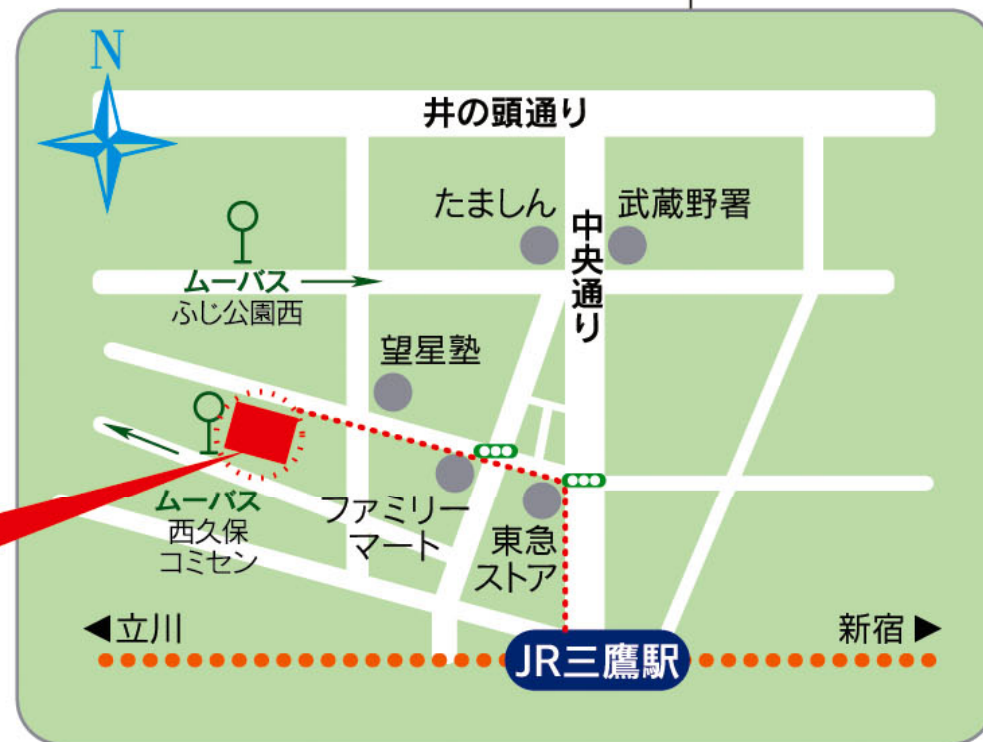 N
井の頭通り
たましん
武蔵野署
中央通り
ムーバス
ふじ公園西
望星塾
ムーバス
西久保
コミセン
ファミリー
マート
東急
ストア
◀立川
新宿▶
JR三鷹駅